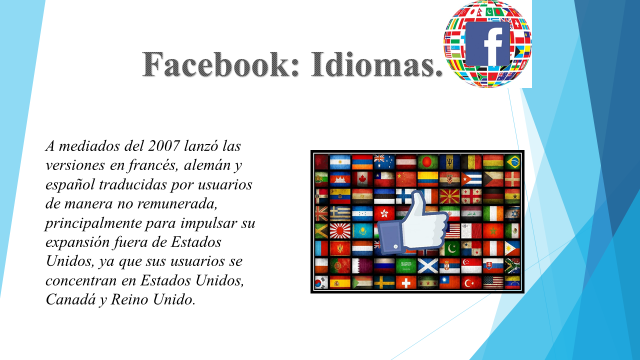 Facebook: Idiomas.
f
A mediados del 2007 lanzó las
versiones en francés, alemán y
español traducidas por usuarios
de manera no remunerada,
principalmente para impulsar su
expansión fuera de Estados
Unidos, ya que sus usuarios se
concentran en Estados Unidos,
Canadá y Reino Unido.